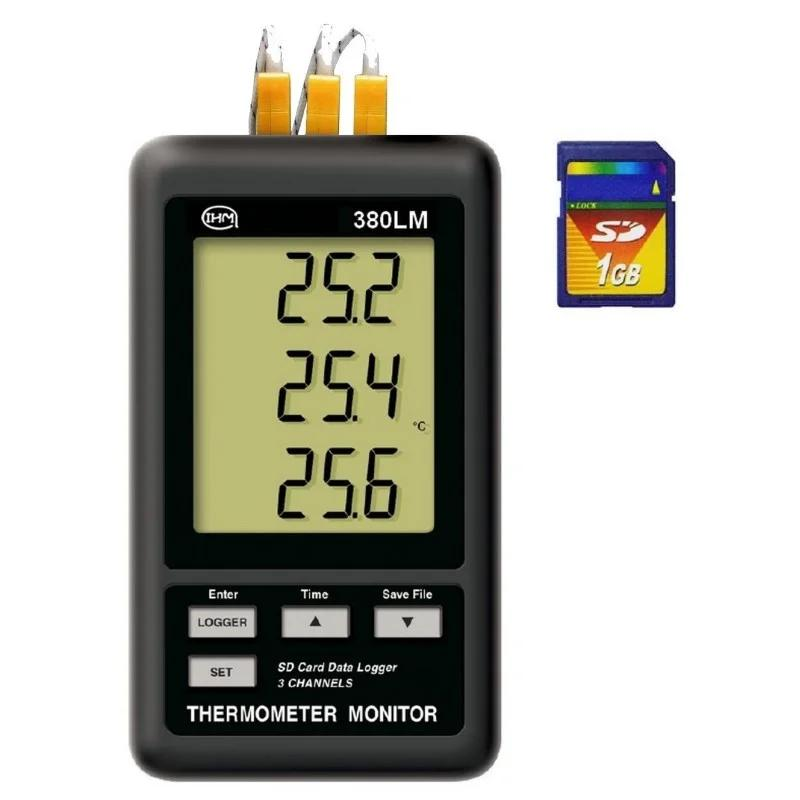 IHM
380LM
25.2
25.4
°C
25.6
Enter Time Save File
LOGGER ▲ ▼
SET
SD Card Data Logger
3 CHANNELS
THERMOMETER MONITOR
LOCK
SD
1GB